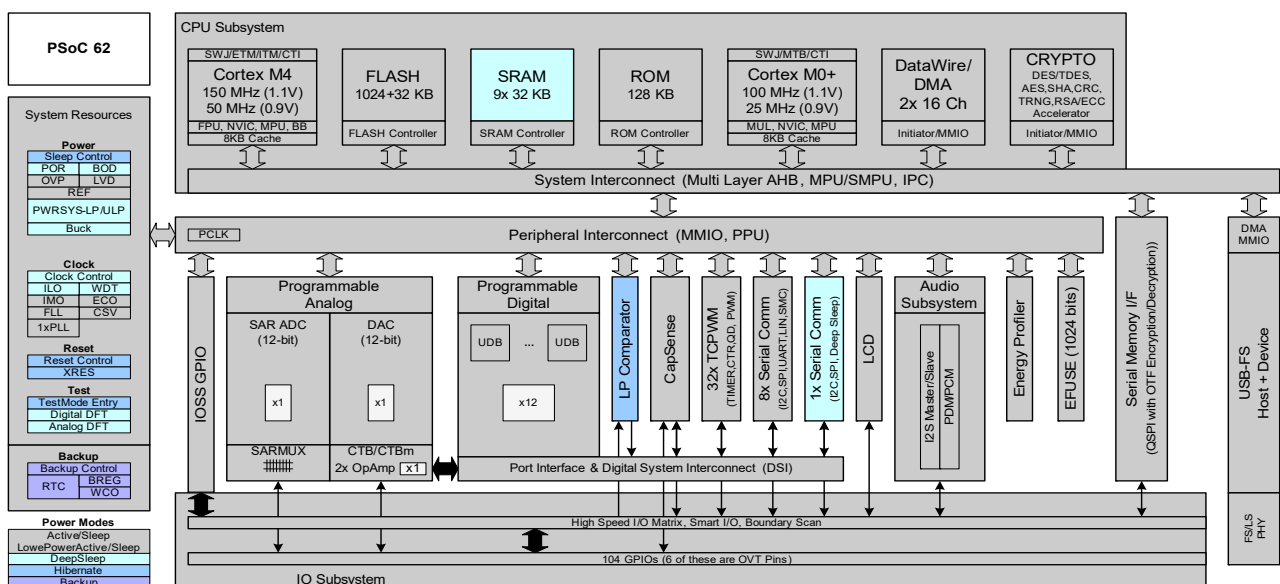 PSoC 62
System Resources
Power
Sleep Control
POR BOD
OVP LVD
REF
PWRSYS-LP/ULP
Buck
Clock
Clock Control
ILO WDT
IMO ECO
FLL CSV
1xPLL
Reset
Reset Control
XRES
Test
TestMode Entry
Digital DFT
Analog DFT
Backup
Backup Control
RTC BREG
WCO
Power Modes
Active/Sleep
LowePowerActive/Sleep
DeepSleep
Hibernate
Backup
CPU Subsystem
SWJ/ETM/ITM/CTI
Cortex M4
150 MHz (1.1V)
50 MHz (0.9V)
FPU, NVIC, MPU, BB
8KB Cache
FLASH
1024+32 KB
FLASH Controller
SRAM
9x 32 KB
SRAM Controller
ROM
128 KB
ROM Controller
SWJ/MTB/CTI
Cortex M0+
100 MHz (1.1V)
25 MHz (0.9V)
MUL, NVIC, MPU
8KB Cache
DataWire/
DMA
2x 16 Ch
Initiator/MMIO
CRYPTO
DES/TDES,
AES,SHA,CRC,
TRNG,RSA/ECC
Accelerator
Initiator/MMIO
System Interconnect (Multi Layer AHB, MPU/SMPU, IPC)
PCLK
Peripheral Interconnect (MMIO, PPU)
IOSS GPIO
Programmable
Analog
SAR ADC
(12-bit)
x1
DAC
(12-bit)
x1
SARMUX
CTB/CTBm
2x OpAmp x1
Programmable
Digital
UDB ... UDB
x12
LP Comparator
CapSense
32x TCPWM
(TIMER,CTR,QD, PWM)
8x Serial Comm
(I2C,SPI,UART,LIN,SMC)
1x Serial Comm
(I2C,SPI, Deep Sleep)
LCD
Audio
Subsystem
I2S Master/Slave
PDM/PCM
Energy Profiler
EFUSE (1024 bits)
Serial Memory I/F
(QSPI with OTF Encryption/Decryption))
DMA
MMIO
USB-FS
Host + Device
FS/LS
PHY
Port Interface & Digital System Interconnect (DSI)
High Speed I/O Matrix, Smart I/O, Boundary Scan
104 GPIOs (6 of these are OVT Pins)
IO Subsystem